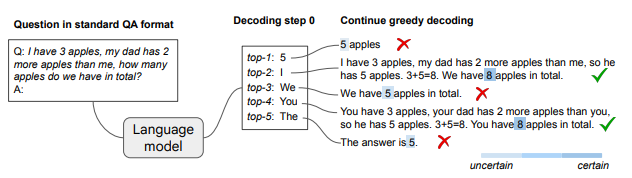 Question in standard QA format
Decoding step 0
Continue greedy decoding
Q: I have 3 apples, my dad has 2
more apples than me, how many
apples do we have in total?
A:
Language
model
top-1: 5
top-2: I
top-3: We
top-4: You
top-5: The
5 apples
I have 3 apples, my dad has 2 more apples than me, so he
has 5 apples. 3+5=8. We have 8 apples in total.
We have 5 apples in total.
You have 3 apples, your dad has 2 more apples than you,
so he has 5 apples. 3+5=8. You have 8 apples in total.
The answer is 5.
uncertain
certain